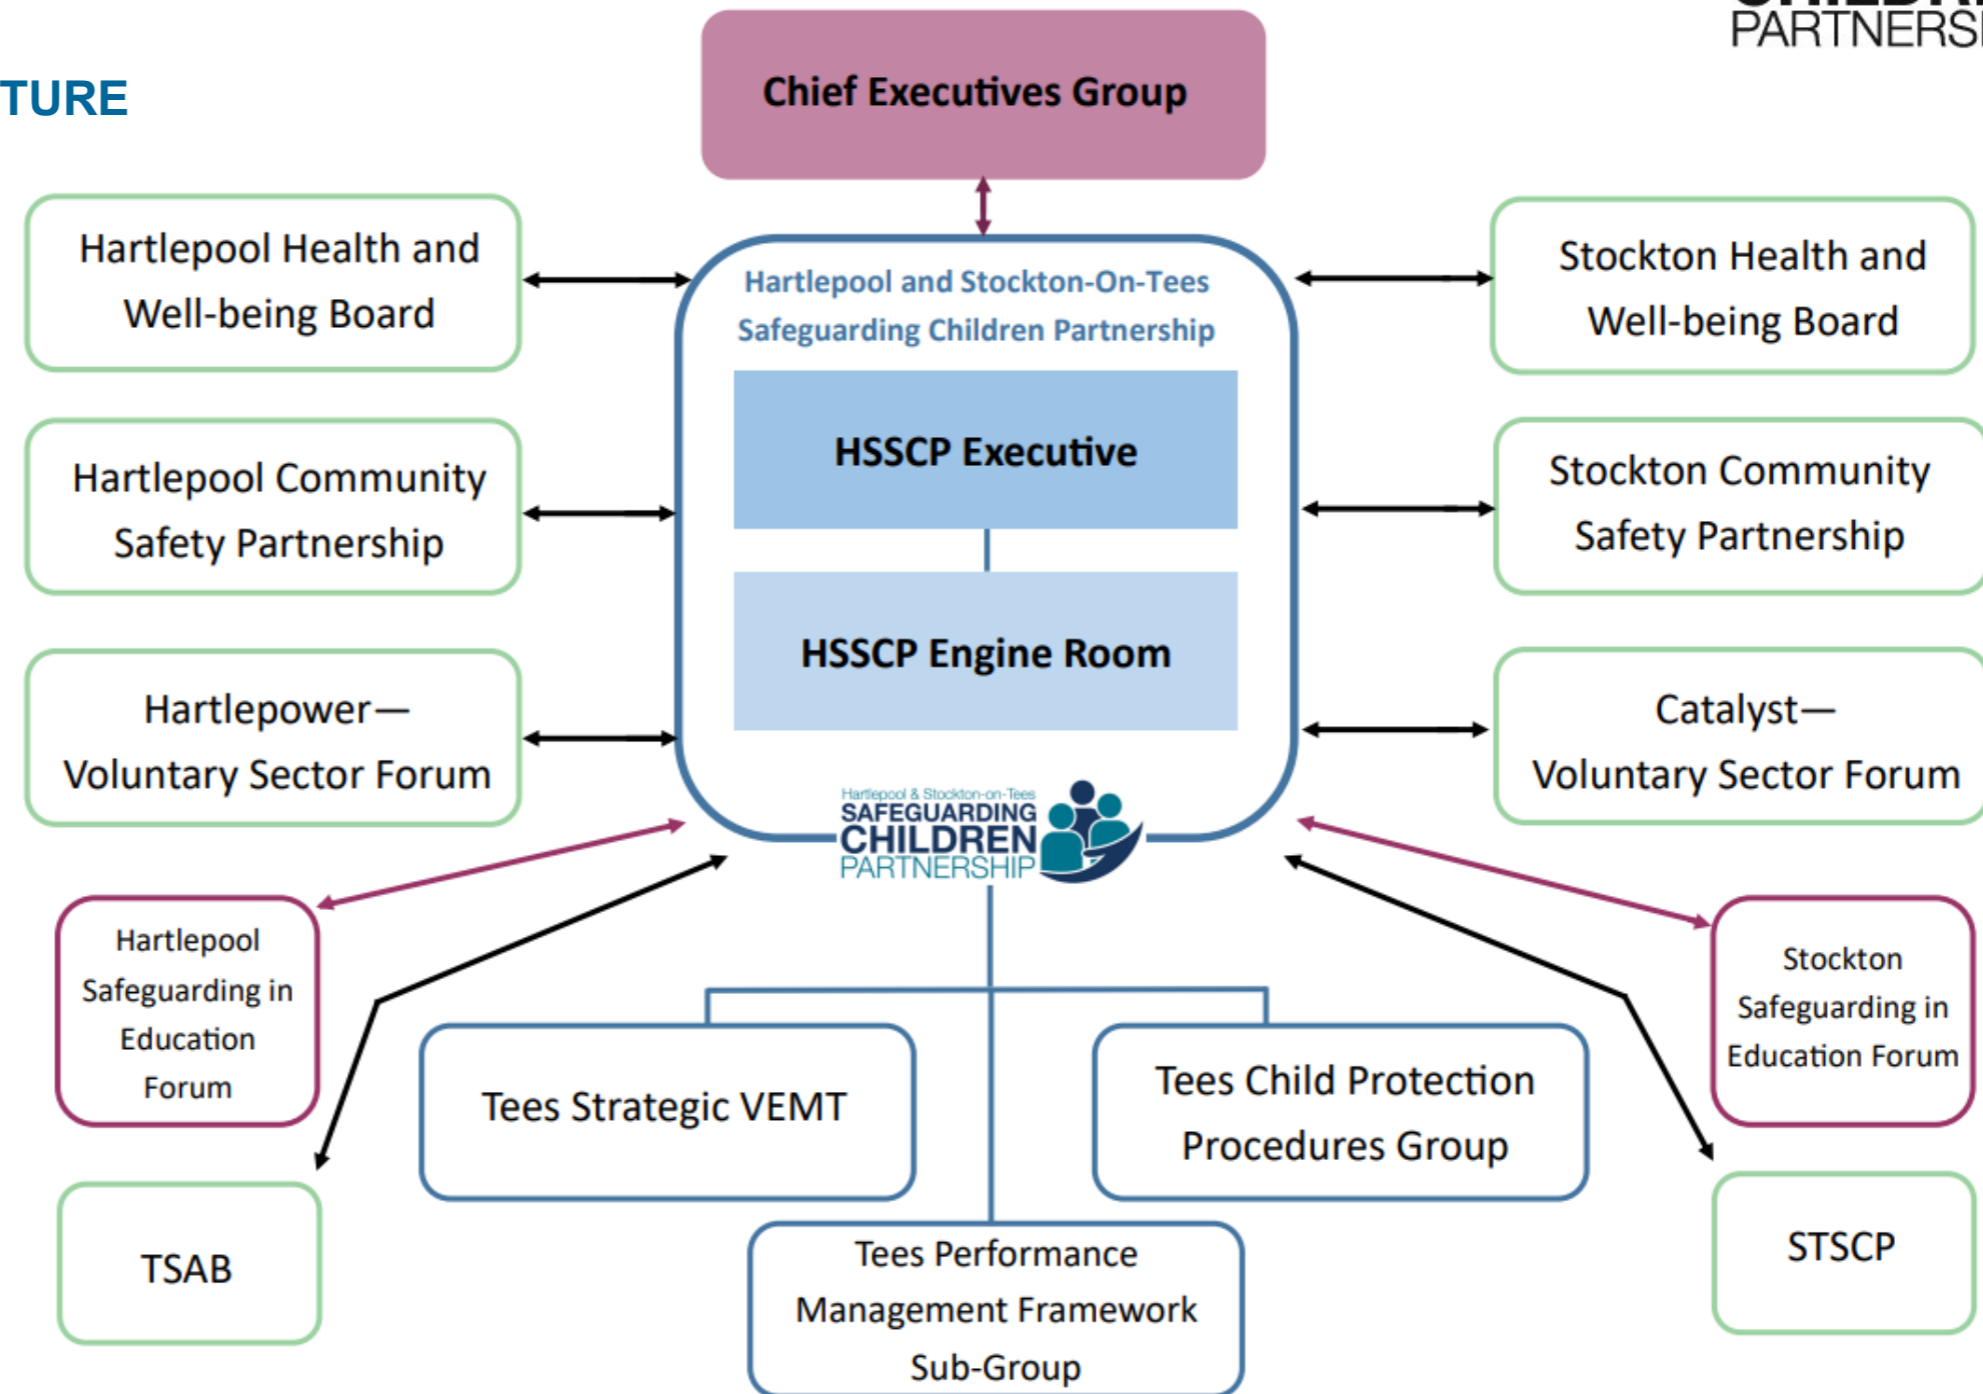 PARTNERSHI
TURE
Chief Executives Group
Hartlepool Health and
Well-being Board
Hartlepool and Stockton-On-Tees
Safeguarding Children Partnership
Stockton Health and
Well-being Board
HSSCP Executive
Hartlepool Community
Safety Partnership
Stockton Community
Safety Partnership
HSSCP Engine Room
Hartlepower—
Voluntary Sector Forum
Catalyst—
Voluntary Sector Forum
Hartlepool & Stockton-on-Tees
SAFEGUARDING
CHILDREN
PARTNERSHIP
Hartlepool
Safeguarding in
Education
Forum
Stockton
Safeguarding in
Education Forum
Tees Strategic VEMT
Tees Child Protection
Procedures Group
TSAB
Tees Performance
Management Framework
Sub-Group
STSCP